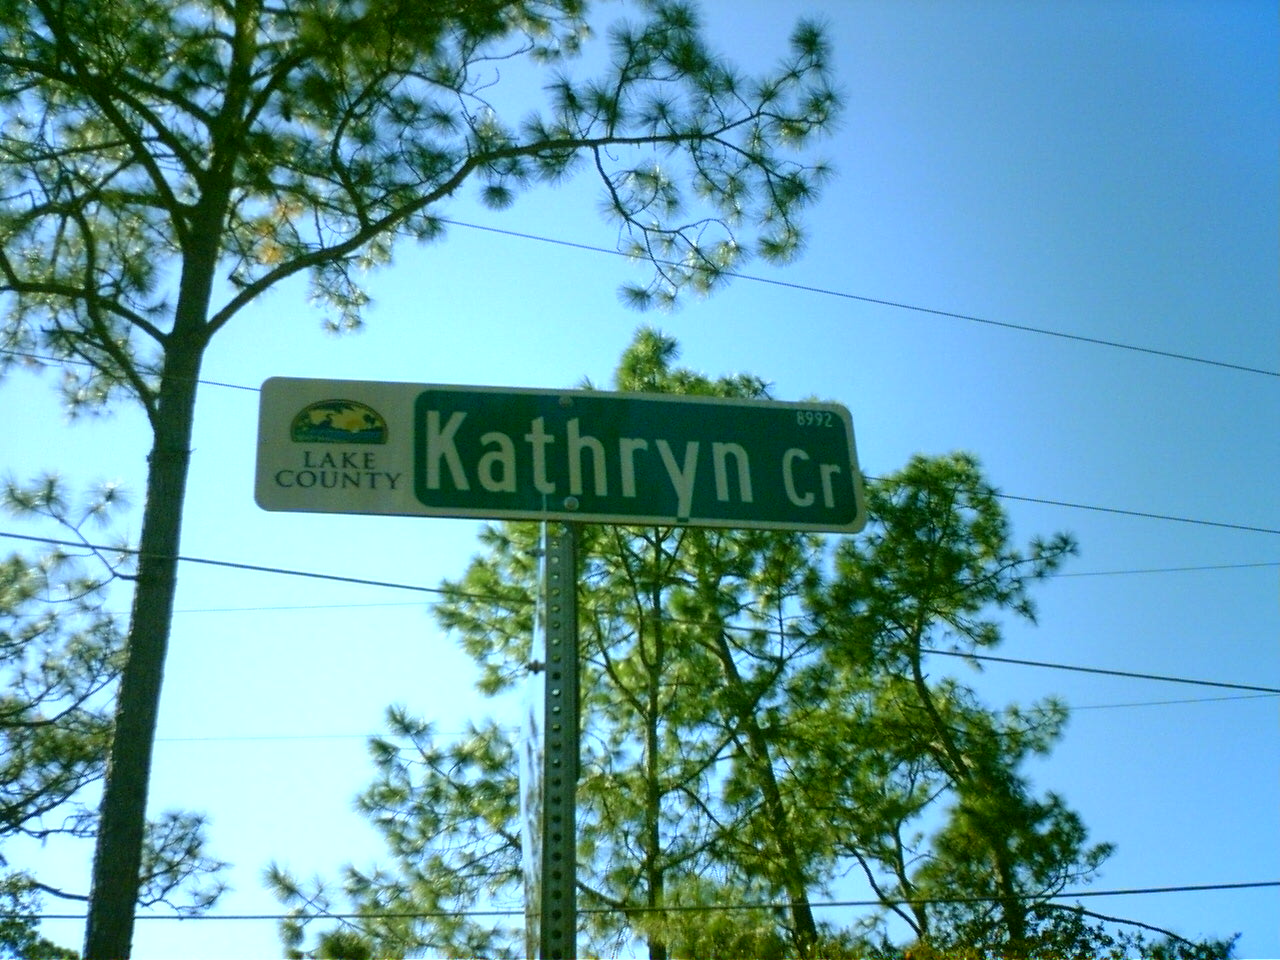 LAKE
COUNTY
Kathryn Cr
8992